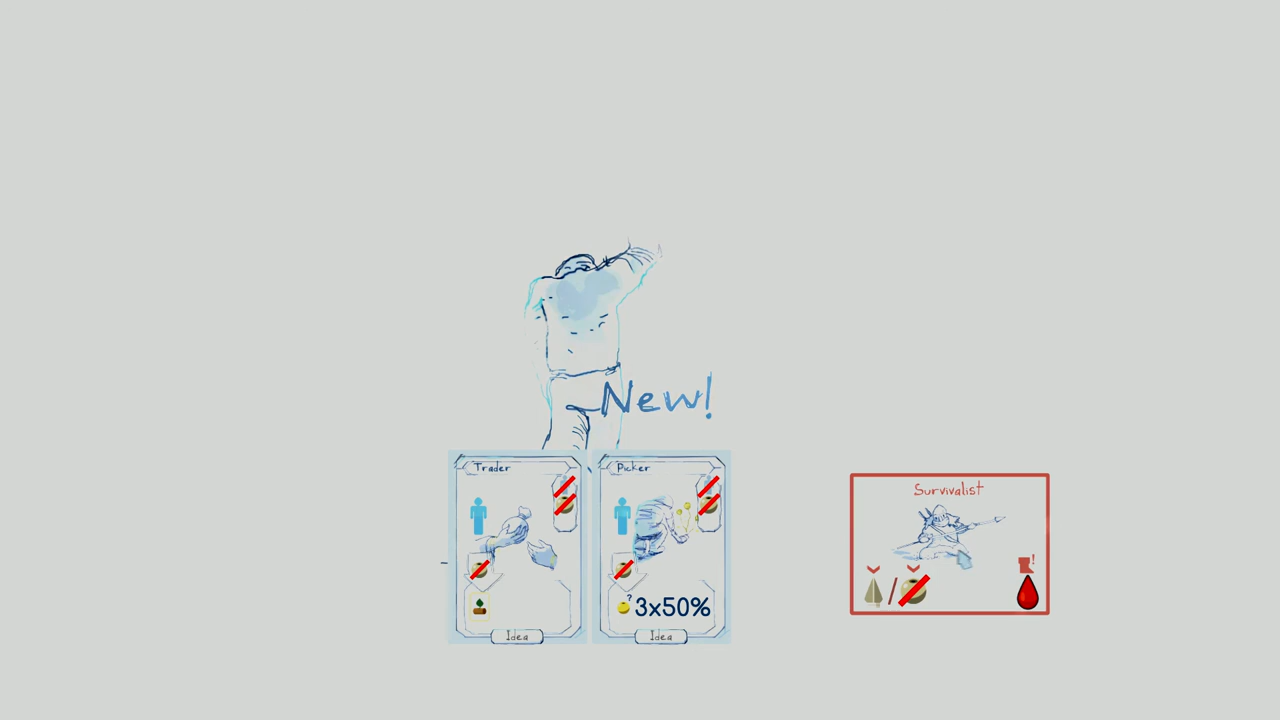 New!
Trader
Picker
Survivalist
!
/
?
3x50%
Idea
Idea